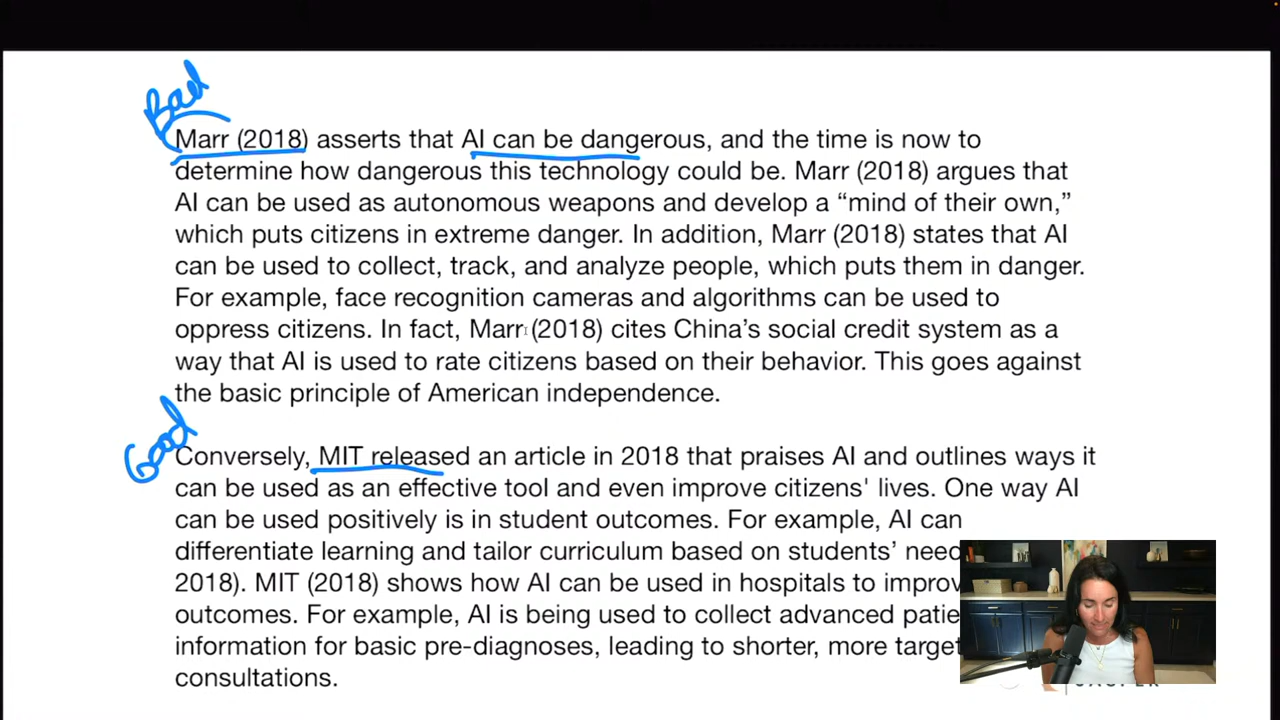 Bad
Marr (2018) asserts that AI can be dangerous, and the time is now to
determine how dangerous this technology could be. Marr (2018) argues that
AI can be used as autonomous weapons and develop a “mind of their own,”
which puts citizens in extreme danger. In addition, Marr (2018) states that AI
can be used to collect, track, and analyze people, which puts them in danger.
For example, face recognition cameras and algorithms can be used to
oppress citizens. In fact, Marr (2018) cites China’s social credit system as a
way that AI is used to rate citizens based on their behavior. This goes against
the basic principle of American independence.
Good
Conversely, MIT released an article in 2018 that praises AI and outlines ways it
can be used as an effective tool and even improve citizens' lives. One way AI
can be used positively is in student outcomes. For example, AI can
differentiate learning and tailor curriculum based on students’
2018). MIT (2018) shows how AI can be used in hospitals to
outcomes. For example, AI is being used to collect advanced
information for basic pre-diagnoses, leading to shorter, more
consultations.